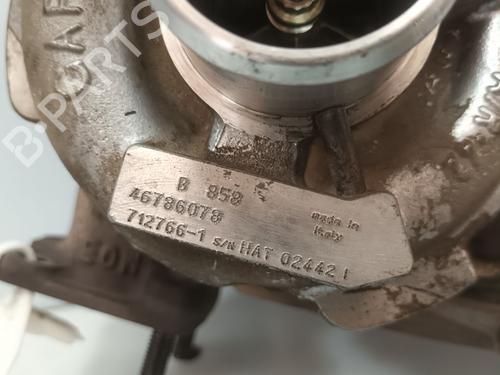 B-PARTS
B 858
46786078
made in
Italy
712766-1 S/N HAT 02442 I